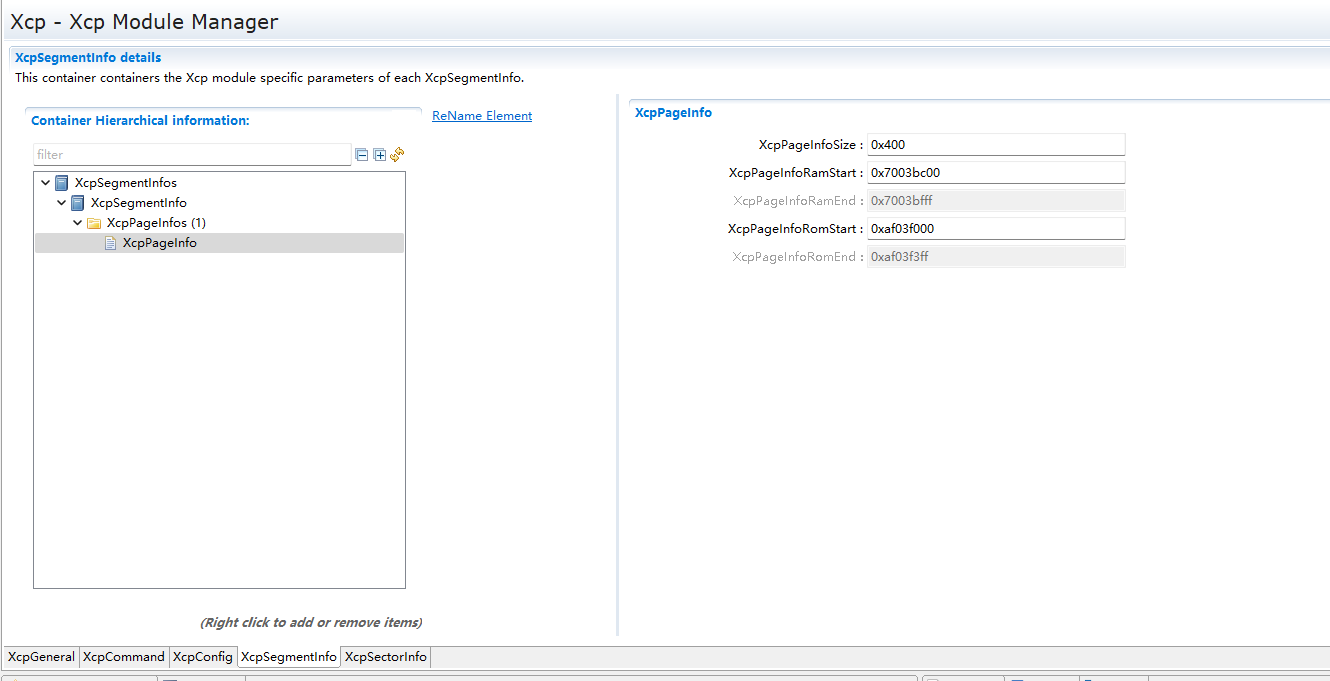 Xcp - Xcp Module Manager
XcpSegmentInfo details
This container containers the Xcp module specific parameters of each XcpSegmentInfo.
Container Hierarchical information:
ReName Element
filter
XcpSegmentInfos
XcpSegmentInfo
XcpPageInfos (1)
XcpPageInfo
(Right click to add or remove items)
XcpPageInfo
XcpPageInfoSize : 0x400
XcpPageInfoRamStart : 0x7003bc00
XcpPageInfoRamEnd : 0x7003bfff
XcpPageInfoRomStart : 0xaf03f000
XcpPageInfoRomEnd : 0xaf03f3ff
XcpGeneral XcpCommand XcpConfig XcpSegmentInfo XcpSectorInfo